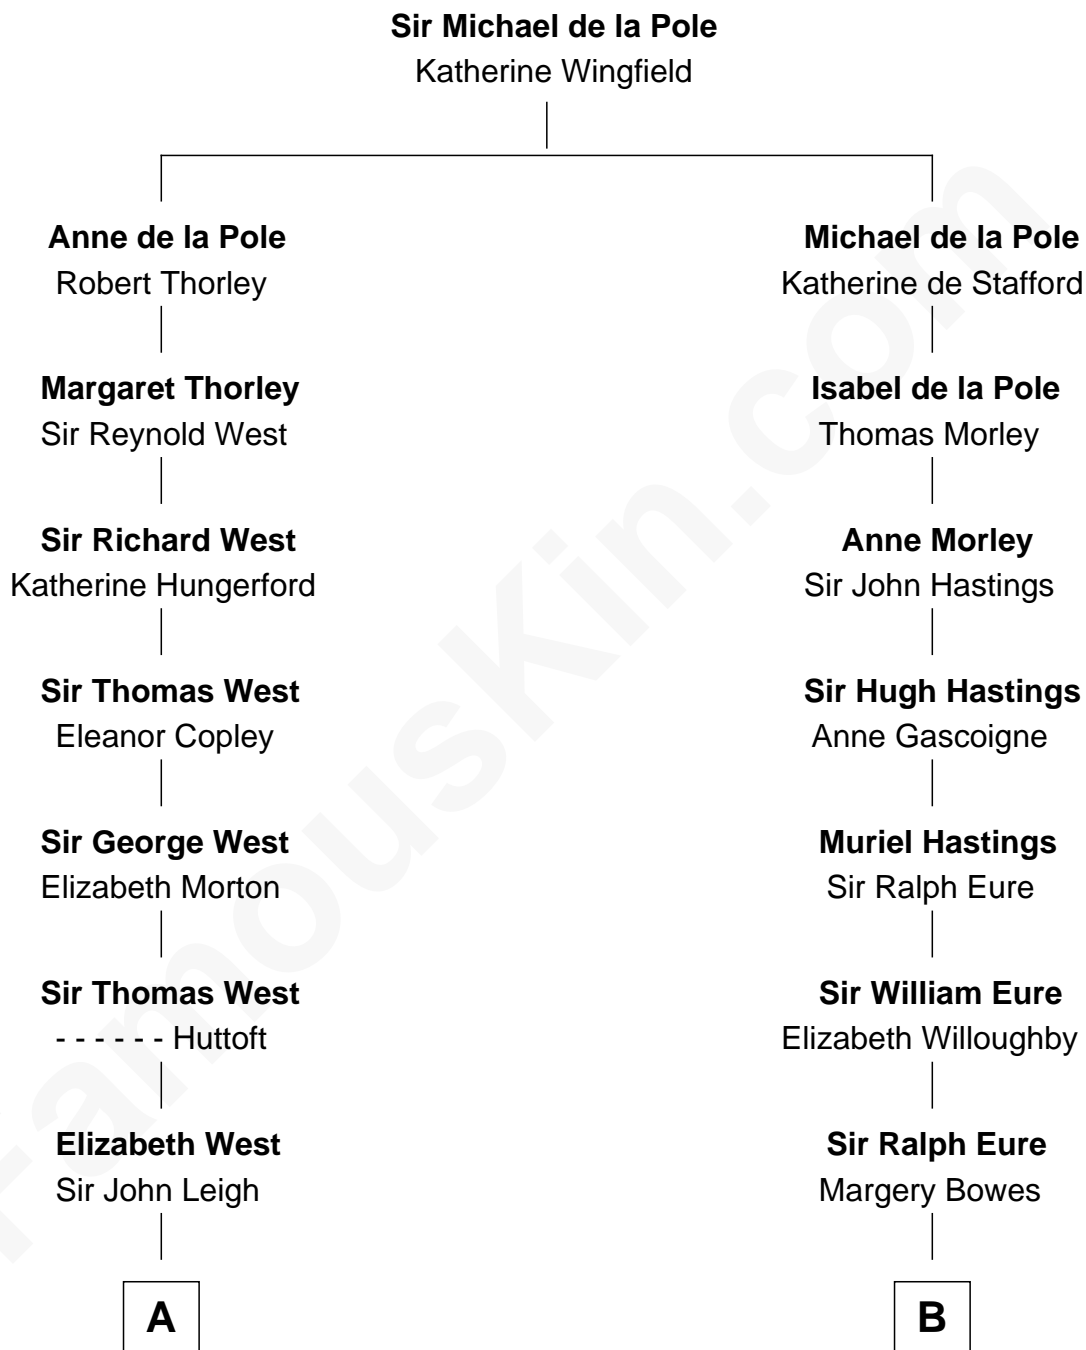 Sir Michael de la Pole
Katherine Wingfield
Anne de la Pole
Robert Thorley
Michael de la Pole
Katherine de Stafford
Margaret Thorley
Sir Reynold West
Isabel de la Pole
Thomas Morley
Sir Richard West
Katherine Hungerford
Anne Morley
Sir John Hastings
Sir Thomas West
Eleanor Copley
Sir Hugh Hastings
Anne Gascoigne
Sir George West
Elizabeth Morton
Muriel Hastings
Sir Ralph Eure
Sir Thomas West
- - - - - - Huttoft
Sir William Eure
Elizabeth Willoughby
Elizabeth West
Sir John Leigh
Sir Ralph Eure
Margery Bowes
A
B
FamousKin.com